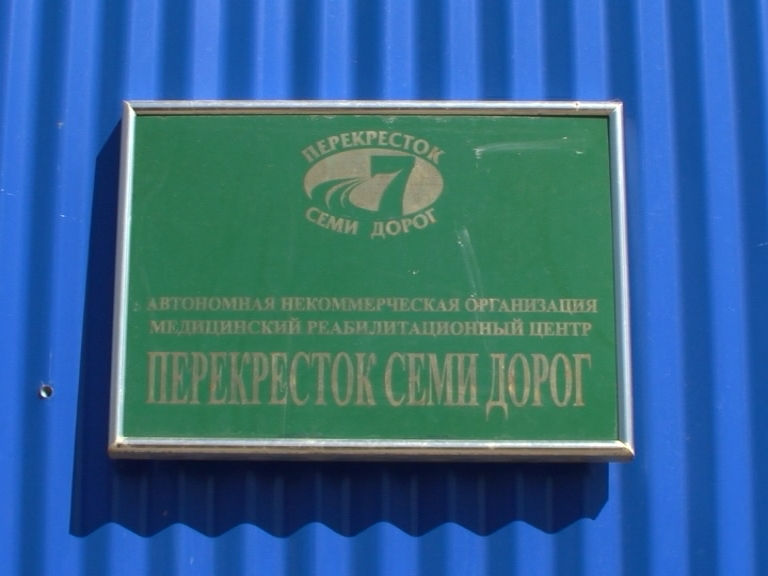 ПЕРЕКРЕСТОК
7
СЕМИ ДОРОГ
АВТОНОМНАЯ НЕКОММЕРЧЕСКАЯ ОРГАНИЗАЦИЯ
МЕДИЦИНСКИЙ РЕАБИЛИТАЦИОННЫЙ ЦЕНТР
ПЕРЕКРЕСТОК СЕМИ ДОРОГ